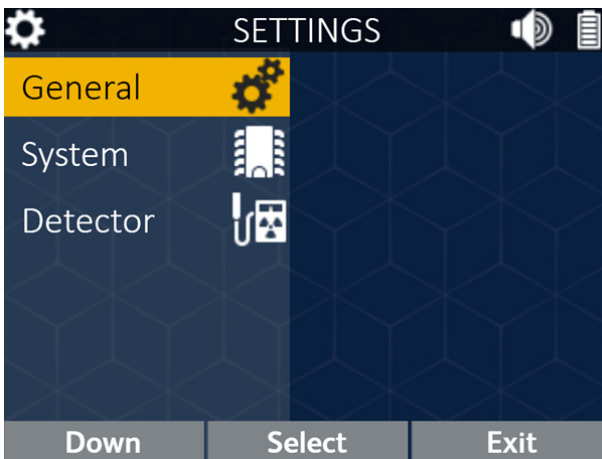 SETTINGS
General
System
Detector
Down Select Exit